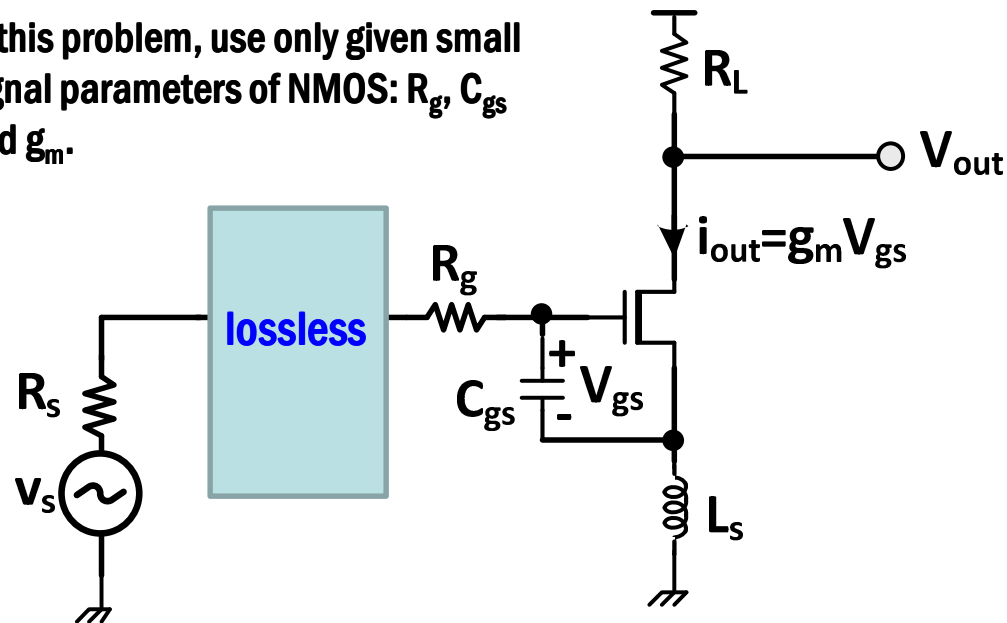 this problem, use only given small
gnal parameters of NMOS: Rg, Cgs
d gm.
RL
Vout
iout=gmVgs
Rg
lossless
+
Vgs
Cgs
-
Rs
vs
Ls